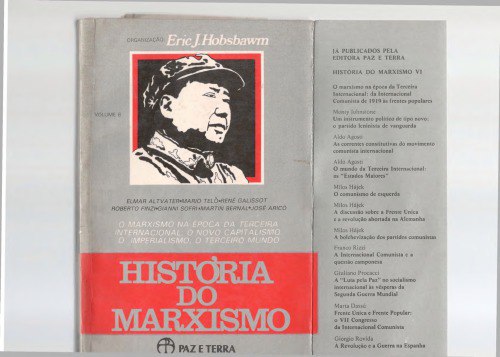 ORGANIZAÇÃO: Eric J. Hobsbawm
VOLUME 8
ELMAR ALTVATER•MARIO TELÒ•RENÉ GALISSOT
ROBERTO FINZI•GIANNI SOFRI•MARTIN BERNAL•JOSÉ ARICÓ
O MARXISMO NA ÉPOCA DA TERCEIRA
INTERNACIONAL: O NOVO CAPITALISMO,
O IMPERIALISMO, O TERCEIRO MUNDO
HISTÓRIA
DO
MARXISMO
PAZ E TERRA
JÁ PUBLICADOS PELA
EDITORA PAZ E TERRA
HISTÓRIA DO MARXISMO VI
O marxismo na época da Terceira
Internacional: da Internacional
Comunista de 1919 às frentes populares
Monty Johnstone
Um instrumento político de tipo novo:
o partido leninista de vanguarda
Aldo Agosti
As correntes constitutivas do movimento
comunista internacional
Aldo Agosti
O mundo da Terceira Internacional:
os "Estados Maiores"
Milos Hájek
O comunismo de esquerda
Milos Hájek
A discussão sobre a Frente Única
e a revolução abortada na Alemanha
Milos Hájek
A bolchevização dos partidos comunistas
Franco Rizzi
A Internacional Comunista e a
questão camponesa
Giuliano Procacci
A "Luta pela Paz" no socialismo
internacional às vésperas da
Segunda Guerra Mundial
Marta Dassù
Frente Única e Frente Popular:
o VII Congresso
da Internacional Comunista
Giorgio Rovida
A Revolução e a Guerra na Espanha